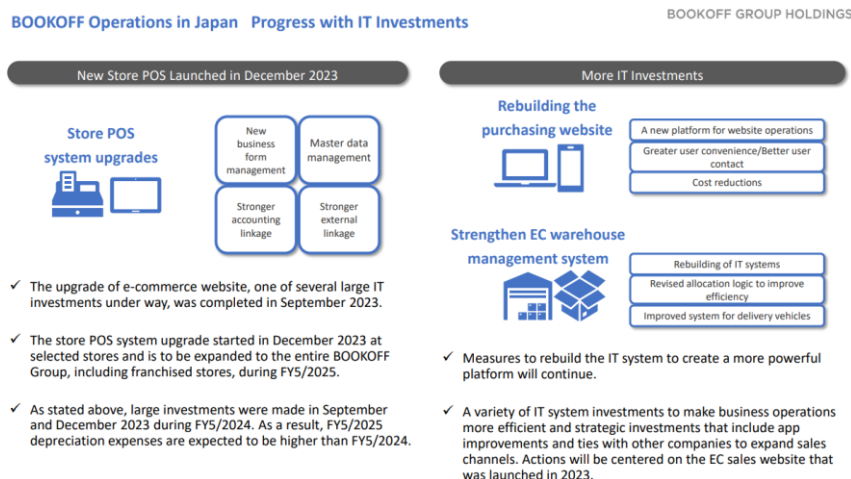 BOOKOFF Operations in Japan   Progress with IT Investments
BOOKOFF GROUP HOLDINGS
New Store POS Launched in December 2023
Store POS
system upgrades
New
business
form
management
Master data
management
Stronger
accounting
linkage
Stronger
external
linkage
✓ The upgrade of e-commerce website, one of several large IT
investments under way, was completed in September 2023.
✓ The store POS system upgrade started in December 2023 at
selected stores and is to be expanded to the entire BOOKOFF
Group, including franchised stores, during FY5/2025.
✓ As stated above, large investments were made in September
and December 2023 during FY5/2024. As a result, FY5/2025
depreciation expenses are expected to be higher than FY5/2024.
More IT Investments
Rebuilding the
purchasing website
A new platform for website operations
Greater user convenience/Better user
contact
Cost reductions
Strengthen EC warehouse
management system
Rebuilding of IT systems
Revised allocation logic to improve
efficiency
Improved system for delivery vehicles
✓ Measures to rebuild the IT system to create a more powerful
platform will continue.
✓ A variety of IT system investments to make business operations
more efficient and strategic investments that include app
improvements and ties with other companies to expand sales
channels. Actions will be centered on the EC sales website that
was launched in 2023.